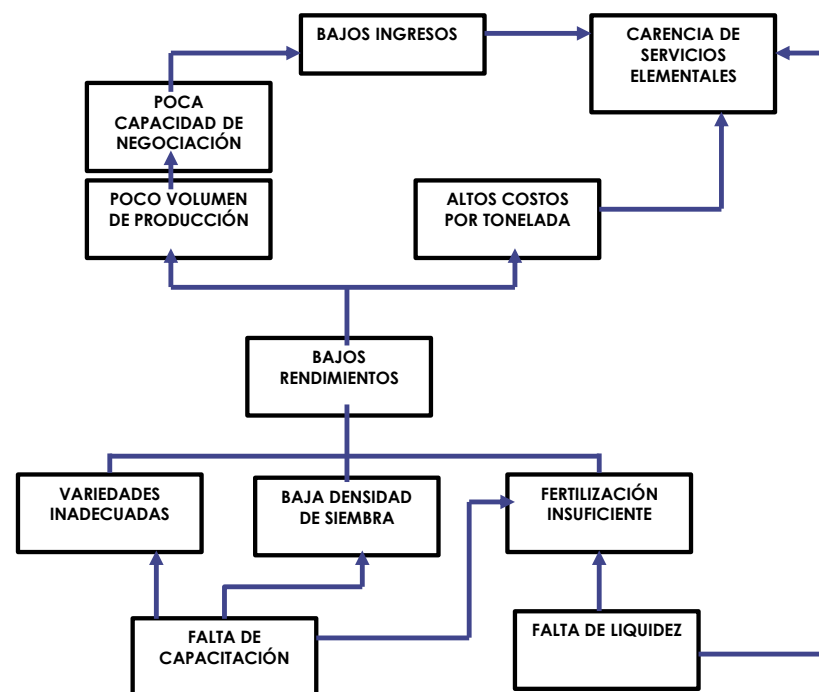 BAJOS INGRESOS
CARENCIA DE
SERVICIOS
ELEMENTALES
POCA
CAPACIDAD DE
NEGOCIACIÓN
POCO VOLUMEN
DE PRODUCCIÓN
ALTOS COSTOS
POR TONELADA
BAJOS
RENDIMIENTOS
VARIEDADES
INADECUADAS
BAJA DENSIDAD
DE SIEMBRA
FERTILIZACIÓN
INSUFICIENTE
FALTA DE
CAPACITACIÓN
FALTA DE LIQUIDEZ